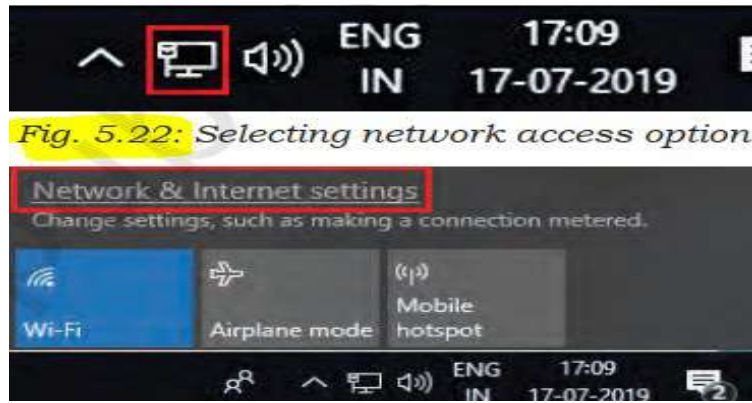 ENG 17:09
IN 17-07-2019
Fig. 5.22: Selecting network access option
Network & Internet settings
Change settings, such as making a connection metered.
Wi-Fi
Airplane mode
Mobile
hotspot
ENG 17:09
IN 17-07-2019
2